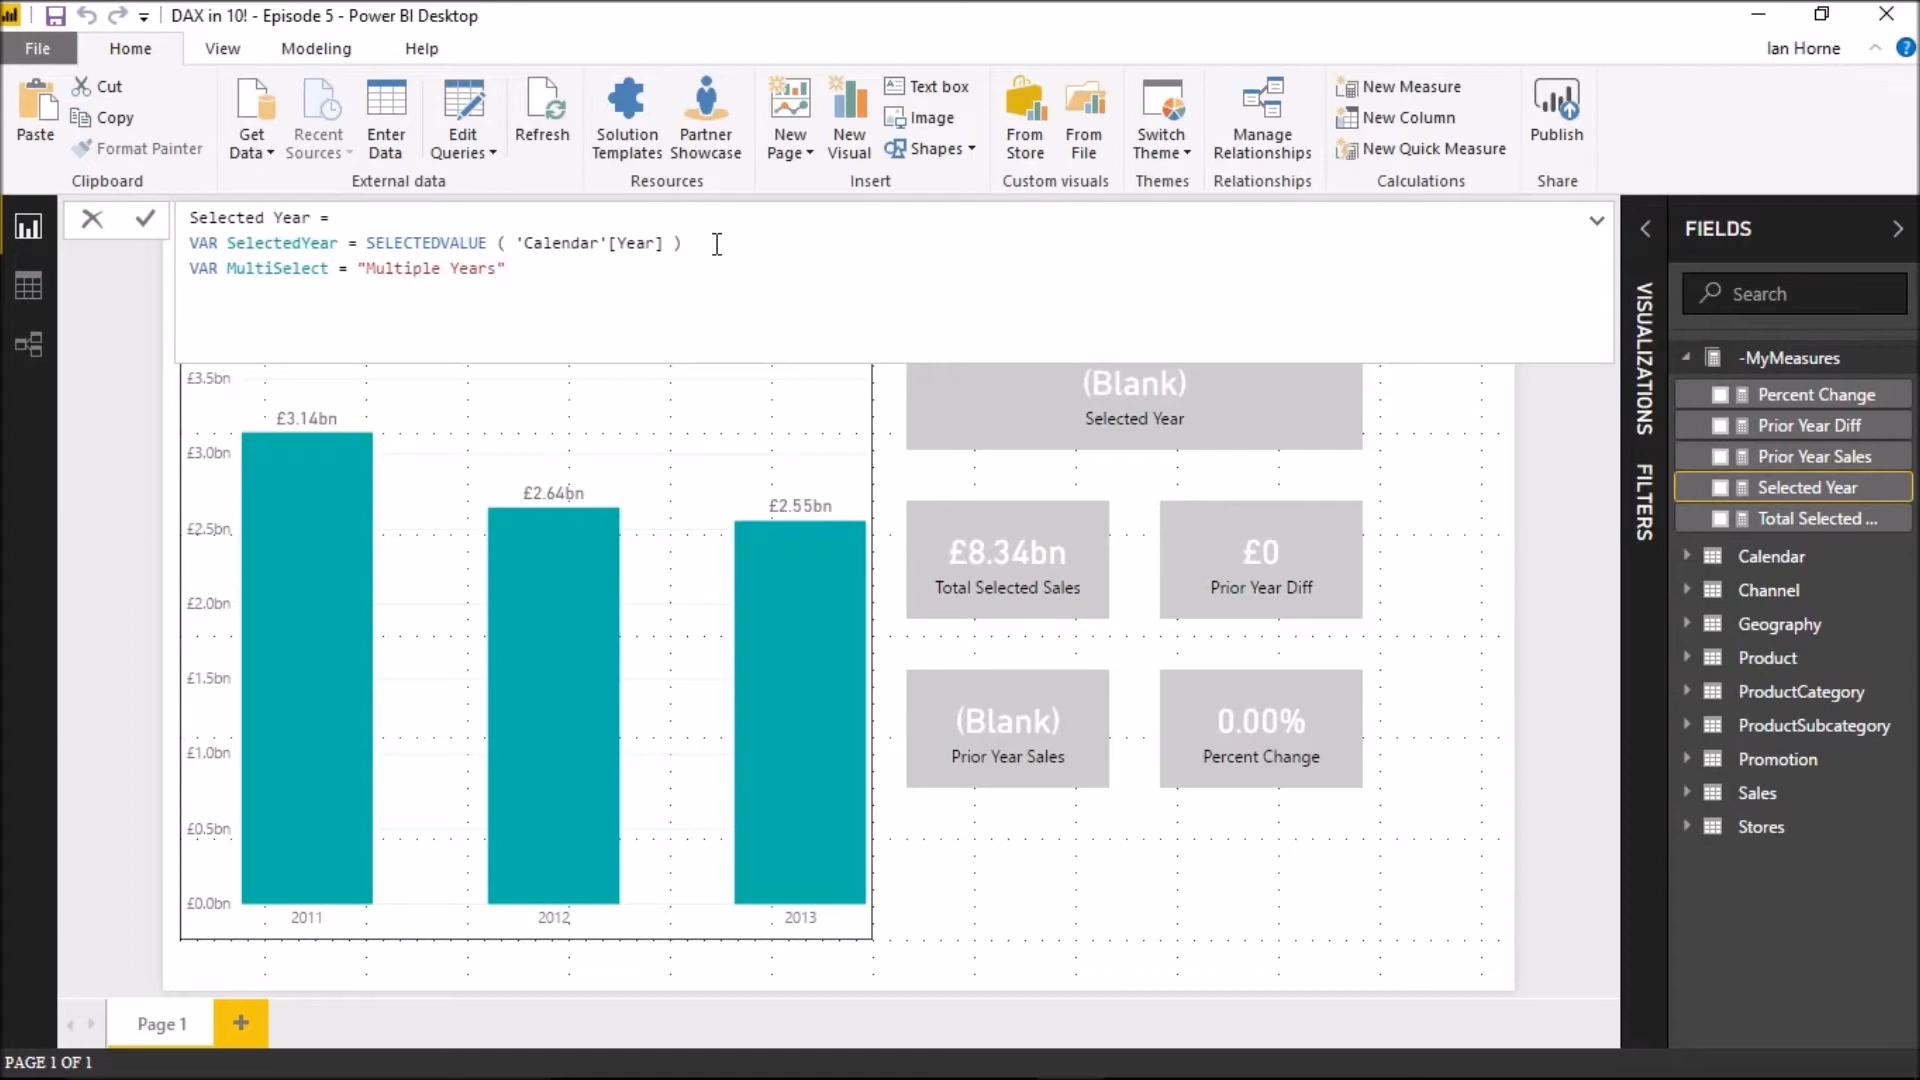 DAX in 10! - Episode 5 - Power BI Desktop
File Home View Modeling Help Ian Horne ?
Paste
Cut
Copy
Format Painter
Clipboard
Get Data
Recent Sources
Enter Data
Edit Queries
Refresh
External data
Solution Templates
Partner Showcase
Resources
New Page
New Visual
Text box
Image
Shapes
Insert
From Store
From File
Custom visuals
Switch Theme
Themes
Manage Relationships
Relationships
New Measure
New Column
New Quick Measure
Calculations
Publish
Share
Selected Year =
VAR SelectedYear = SELECTEDVALUE ( 'Calendar'[Year] )
VAR MultiSelect = "Multiple Years"
£3.5bn
£3.0bn
£2.5bn
£2.0bn
£1.5bn
£1.0bn
£0.5bn
£0.0bn
£3.14bn
£2.64bn
£2.55bn
2011 2012 2013
(Blank)
Selected Year
£8.34bn
Total Selected Sales
£0
Prior Year Diff
(Blank)
Prior Year Sales
0.00%
Percent Change
VISUALIZATIONS
FILTERS
FIELDS
Search
-MyMeasures
Percent Change
Prior Year Diff
Prior Year Sales
Selected Year
Total Selected ...
Calendar
Channel
Geography
Product
ProductCategory
ProductSubcategory
Promotion
Sales
Stores
Page 1
PAGE 1 OF 1